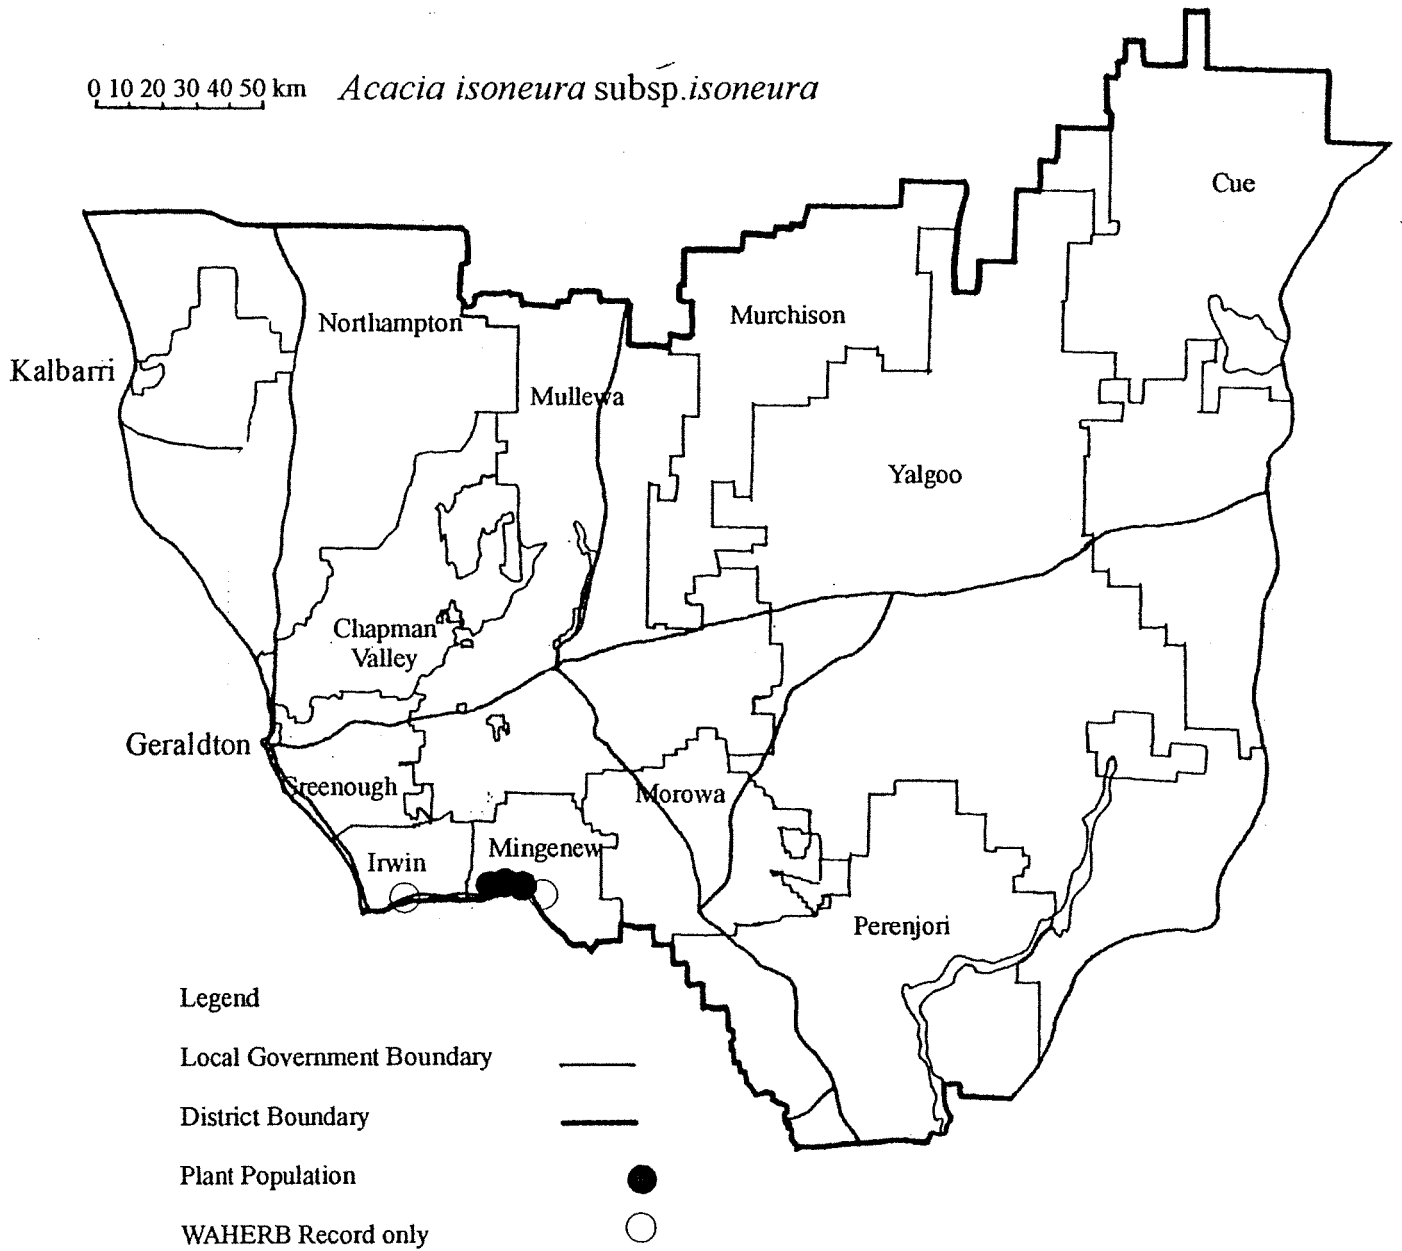 0 10 20 30 40 50 km
Acacia isoneura subsp.isoneura
Cue
Northampton
Murchison
Kalbarri
Mullewa
Yalgoo
Chapman
Valley
Geraldton
Greenough
Morowa
Irwin
Mingenew
Perenjori
Legend
Local Government Boundary
District Boundary
Plant Population
WAHERB Record only